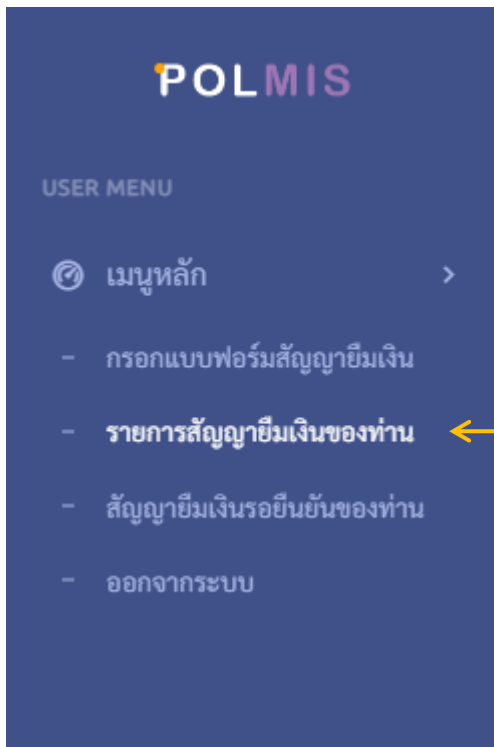 POLMIS
USER MENU
เมนูหลัก
กรอกแบบฟอร์มสัญญายืมเงิน
รายการสัญญายืมเงินของท่าน
สัญญายืมเงินรอยืนยันของท่าน
ออกจากระบบ